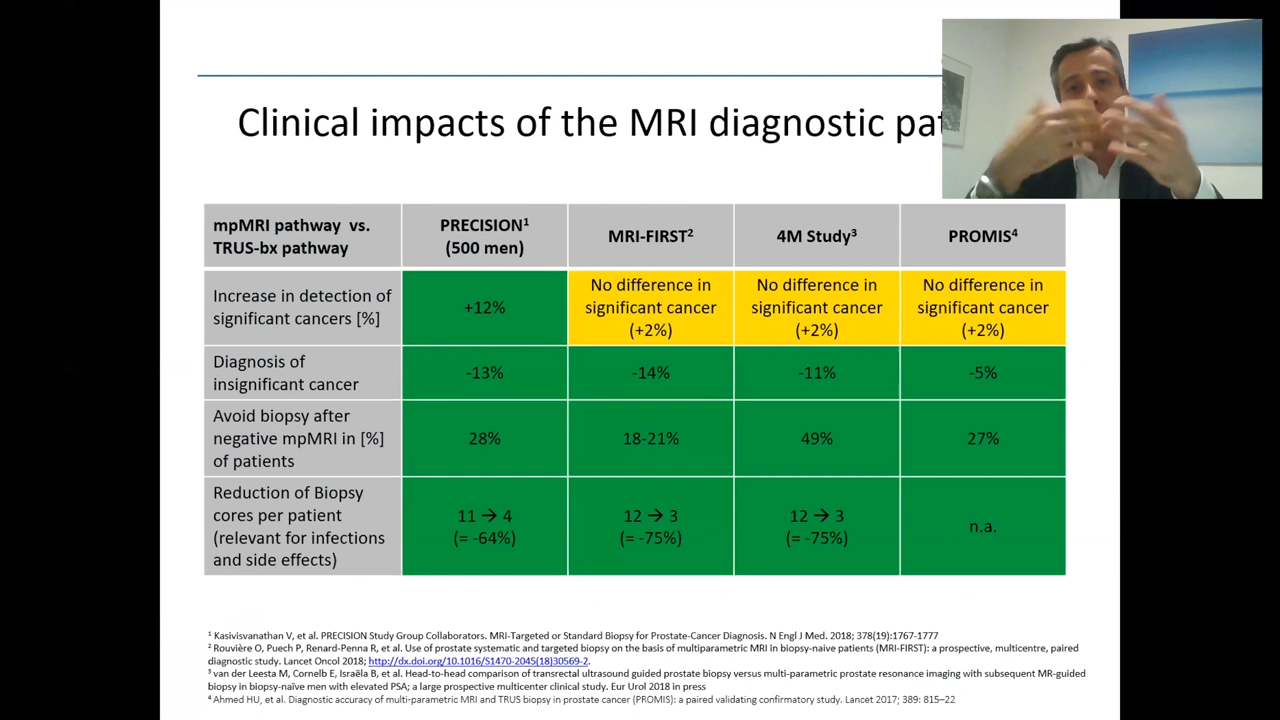 Clinical impacts of the MRI diagnostic
mpMRI pathway vs.
TRUS-bx pathway
PRECISION¹
(500 men)
MRI-FIRST²
4M Study³
PROMIS⁴
Increase in detection of
significant cancers [%]
+12%
No difference in
significant cancer
(+2%)
No difference in
significant cancer
(+2%)
No difference in
significant cancer
(+2%)
Diagnosis of
insignificant cancer
-13%
-14%
-11%
-5%
Avoid biopsy after
negative mpMRI in [%]
of patients
28%
18-21%
49%
27%
Reduction of Biopsy
cores per patient
(relevant for infections
and side effects)
11 → 4
(= -64%)
12 → 3
(= -75%)
12 → 3
(= -75%)
n.a.
¹ Kasivisvanathan V, et al. PRECISION Study Group Collaborators. MRI-Targeted or Standard Biopsy for Prostate-Cancer Diagnosis. N Engl J Med. 2018; 378(19):1767-1777
² Rouvière O, Puech P, Renard-Penna R, et al. Use of prostate systematic and targeted biopsy on the basis of multiparametric MRI in biopsy-naive patients (MRI-FIRST): a prospective, multicentre, paired
diagnostic study. Lancet Oncol 2018; http://dx.doi.org/10.1016/S1470-2045(18)30569-2.
³ van der Leesta M, Cornelb E, Israëla B, et al. Head-to-head comparison of transrectal ultrasound guided prostate biopsy versus multi-parametric prostate resonance imaging with subsequent MR-guided
biopsy in biopsy-naïve men with elevated PSA; a large prospective multicenter clinical study. Eur Urol 2018 in press
⁴ Ahmed HU, et al. Diagnostic accuracy of multi-parametric MRI and TRUS biopsy in prostate cancer (PROMIS): a paired validating confirmatory study. Lancet 2017; 389: 815–22